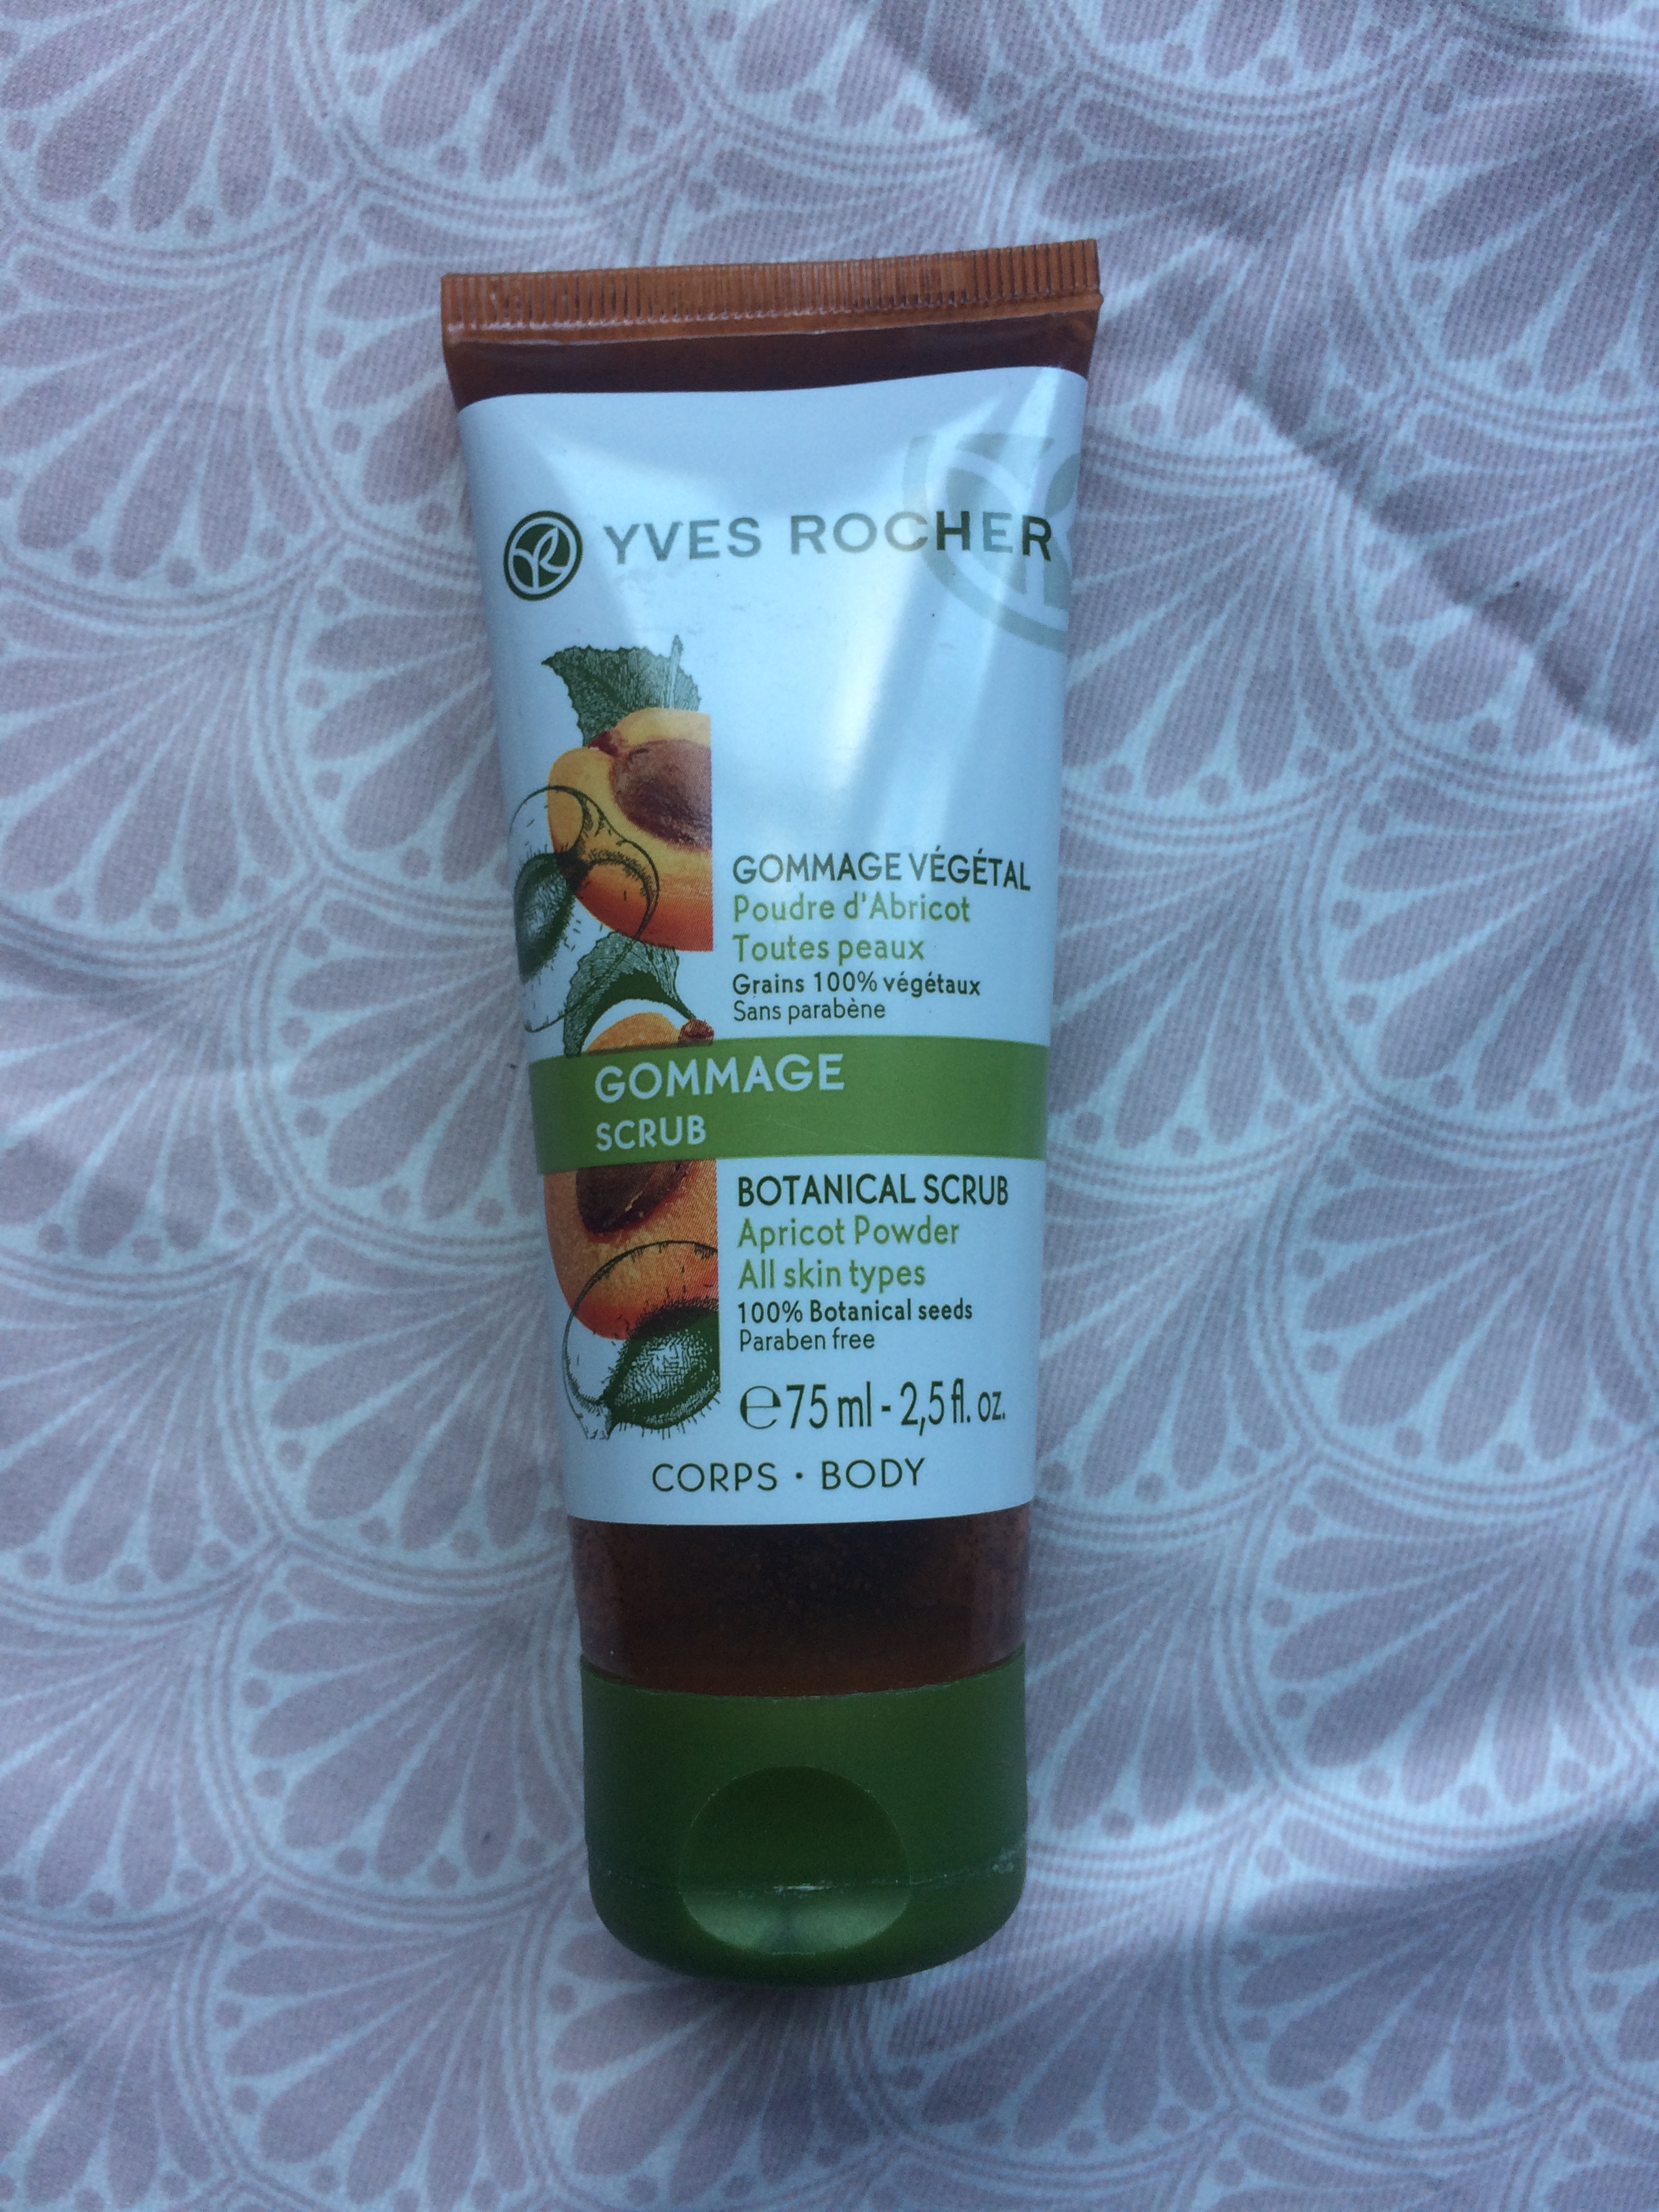 YVES ROCHER
GOMMAGE VÉGÉTAL
Poudre d'Abricot
Toutes peaux
Grains 100% végétaux
Sans parabène
GOMMAGE
SCRUB
BOTANICAL SCRUB
Apricot Powder
All skin types
100% Botanical seeds
Paraben free
℮75 ml - 2,5 fl. oz.
CORPS · BODY